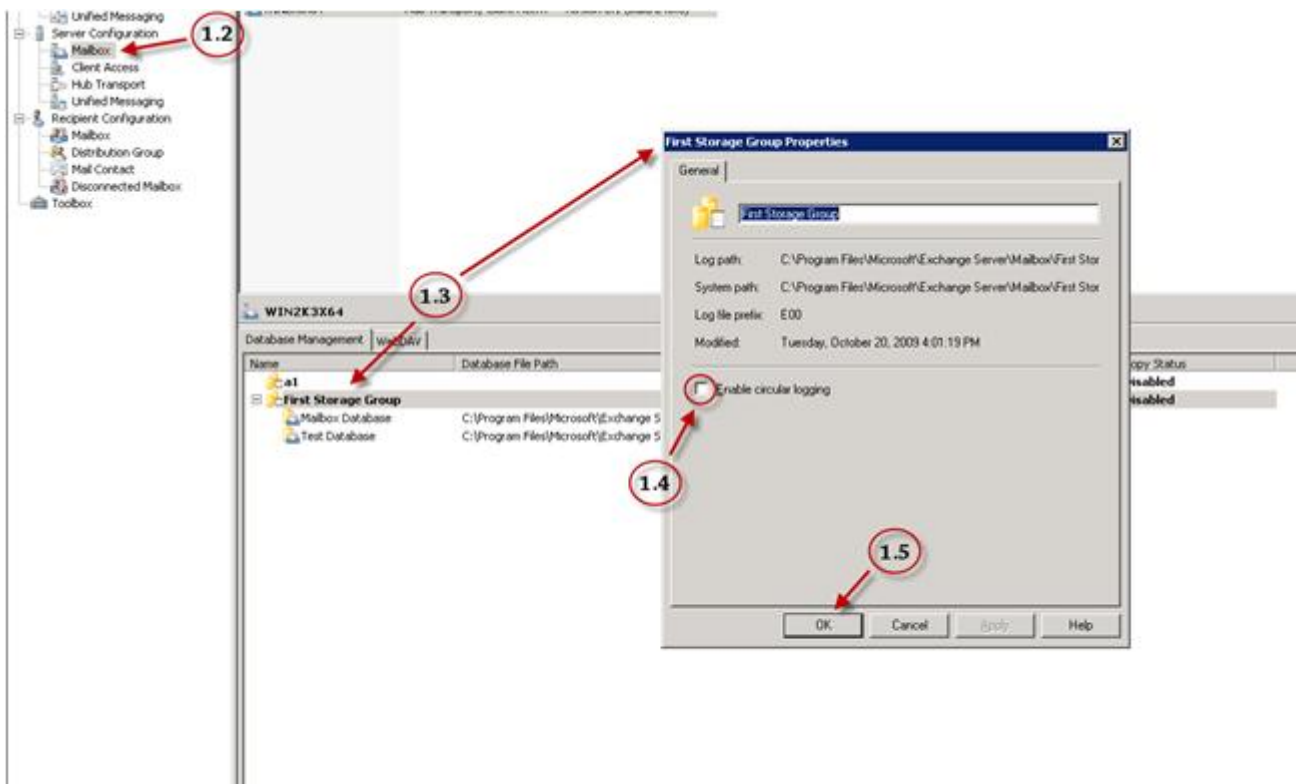 Unified Messaging
Server Configuration
Mailbox
Client Access
Hub Transport
Unified Messaging
Recipient Configuration
Mailbox
Distribution Group
Mail Contact
Disconnected Mailbox
Toolbox
1.2
1.3
WIN2K3X64
Database Management WebDAV
Name Database File Path opy Status
a1 isabled
First Storage Group isabled
Mailbox Database C:\Program Files\Microsoft\Exchange S
Test Database C:\Program Files\Microsoft\Exchange S
First Storage Group Properties
General
First Storage Group
Log path: C:\Program Files\Microsoft\Exchange Server\Mailbox\First Stor
System path: C:\Program Files\Microsoft\Exchange Server\Mailbox\First Stor
Log file prefix: E00
Modified: Tuesday, October 20, 2009 4:01:19 PM
Enable circular logging
1.4
1.5
OK Cancel Apply Help